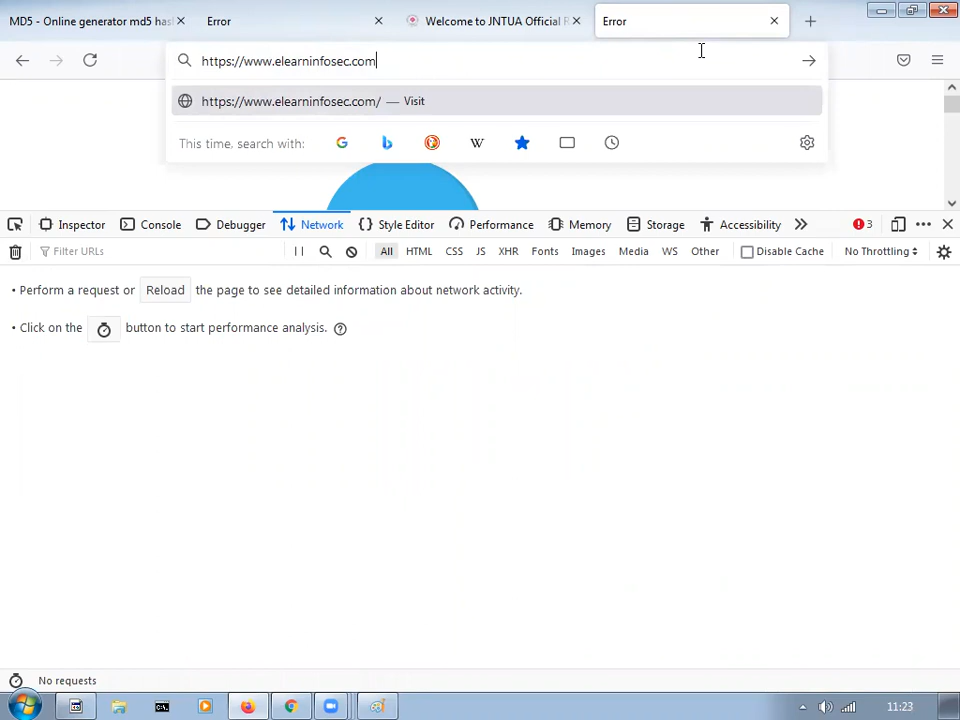 MD5 - Online generator md5 has
Error
Welcome to JNTUA Official R
Error
https://www.elearninfosec.com
https://www.elearninfosec.com/ — Visit
This time, search with:
Inspector
Console
Debugger
Network
Style Editor
Performance
Memory
Storage
Accessibility
3
Filter URLs
All
HTML
CSS
JS
XHR
Fonts
Images
Media
WS
Other
Disable Cache
No Throttling
• Perform a request or Reload the page to see detailed information about network activity.
• Click on the button to start performance analysis.
No requests
11:23